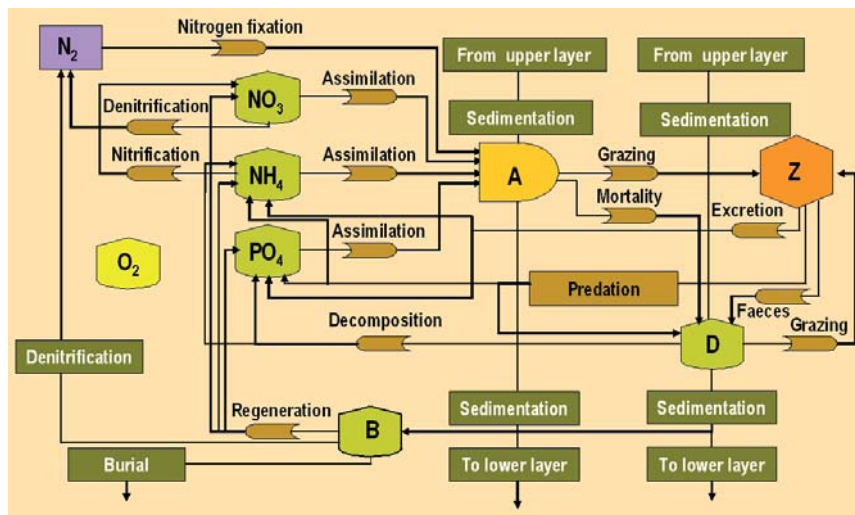 Nitrogen fixation
N2
From upper layer
From upper layer
Assimilation
NO3
Denitrification
Sedimentation
Sedimentation
Nitrification
Assimilation
NH4
A
Grazing
Z
Mortality
Excretion
Assimilation
PO4
O2
Predation
Faeces
Decomposition
D
Grazing
Denitrification
Regeneration
B
Sedimentation
Sedimentation
Burial
To lower layer
To lower layer